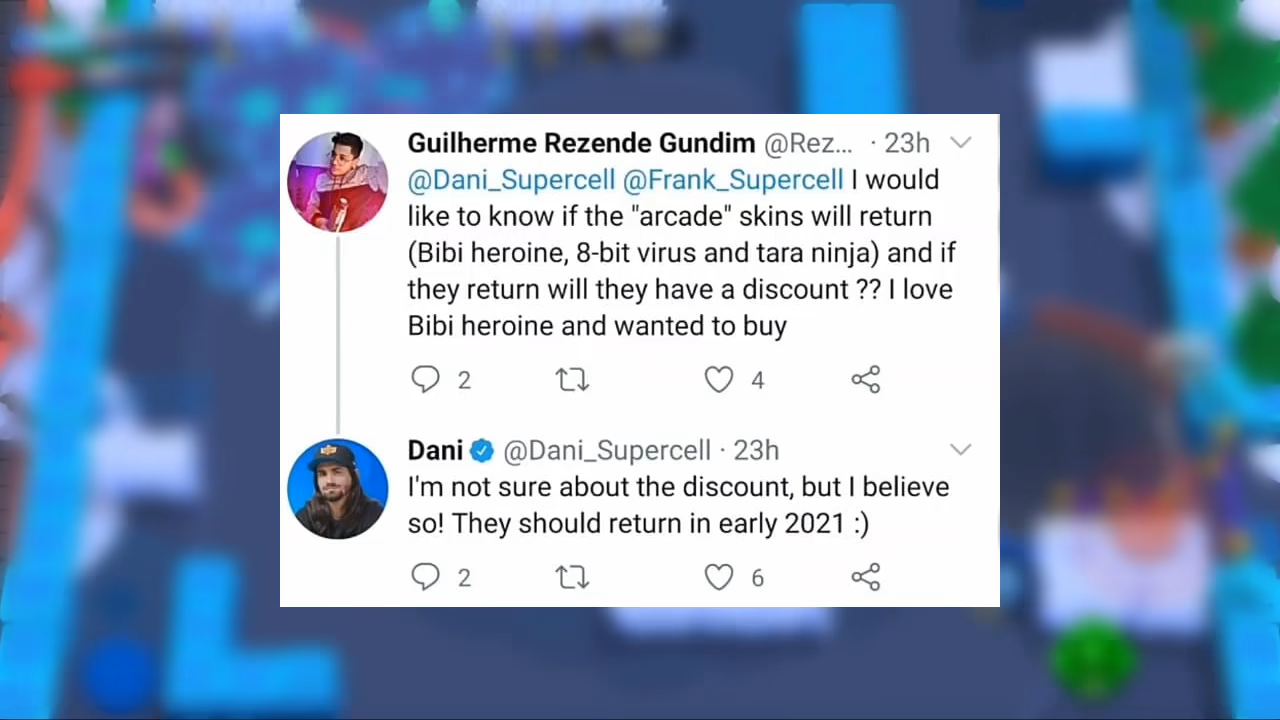 Guilherme Rezende Gundim @Rez... · 23h
@Dani_Supercell @Frank_Supercell I would
like to know if the "arcade" skins will return
(Bibi heroine, 8-bit virus and tara ninja) and if
they return will they have a discount ?? I love
Bibi heroine and wanted to buy
2 4
Dani @Dani_Supercell · 23h
I'm not sure about the discount, but I believe
so! They should return in early 2021 :)
2 6